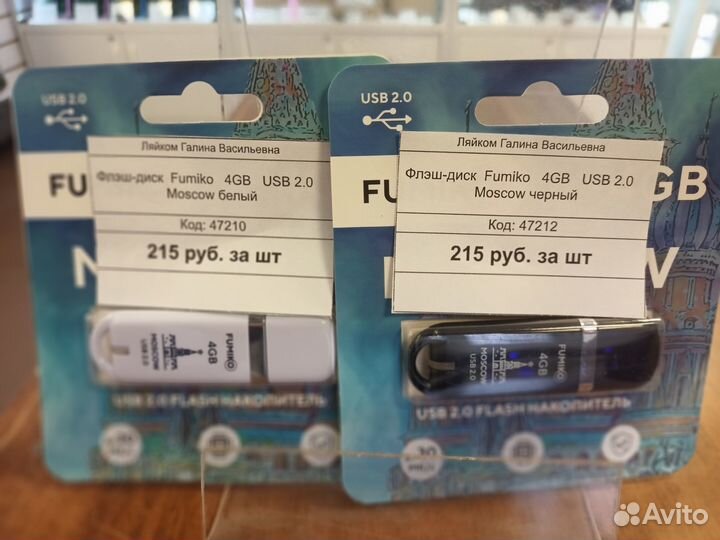 USB 2.0
Ляйком Галина Васильевна
Флэш-диск Fumiko 4GB USB 2.0
Moscow белый
Код: 47210
215 руб. за шт
FU
FUMIKO
4GB
MOSCOW
USB 2.0
USB 2.0 FLASH НАКОПИТЕЛЬ
USB 2.0
Ляйком Галина Васильевна
Флэш-диск Fumiko 4GB USB 2.0
Moscow черный
Код: 47212
215 руб. за шт
FU
GB
W
FUMIKO
4GB
MOSCOW
USB 2.0
USB 2.0 FLASH НАКОПИТЕЛЬ
Avito